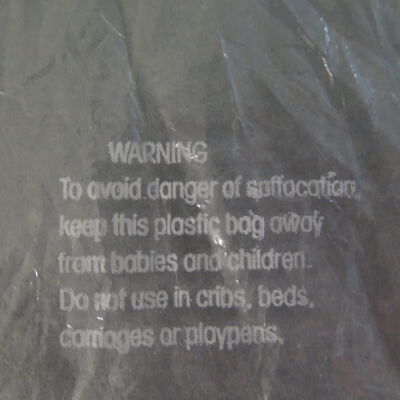 WARNING
To avoid danger of suffocation,
keep this plastic bag away
from babies and children.
Do not use in cribs, beds,
carriages or playpens.